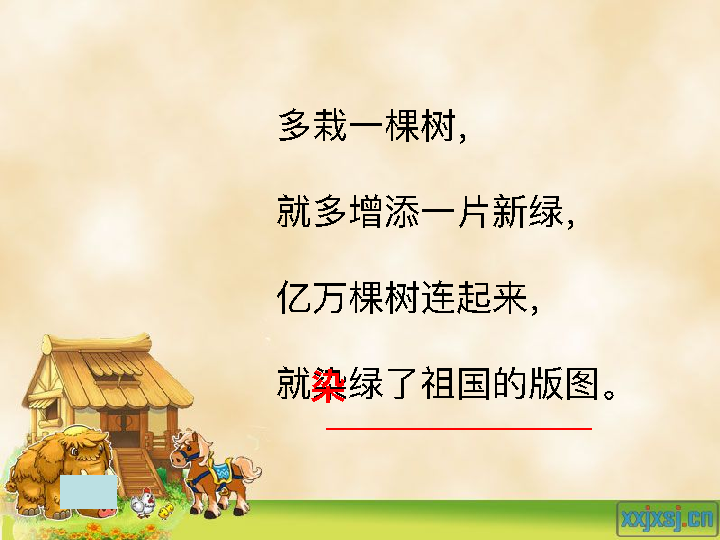 多栽一棵树，
就多增添一片新绿，
亿万棵树连起来，
就染绿了祖国的版图。
xxjxsj.cn